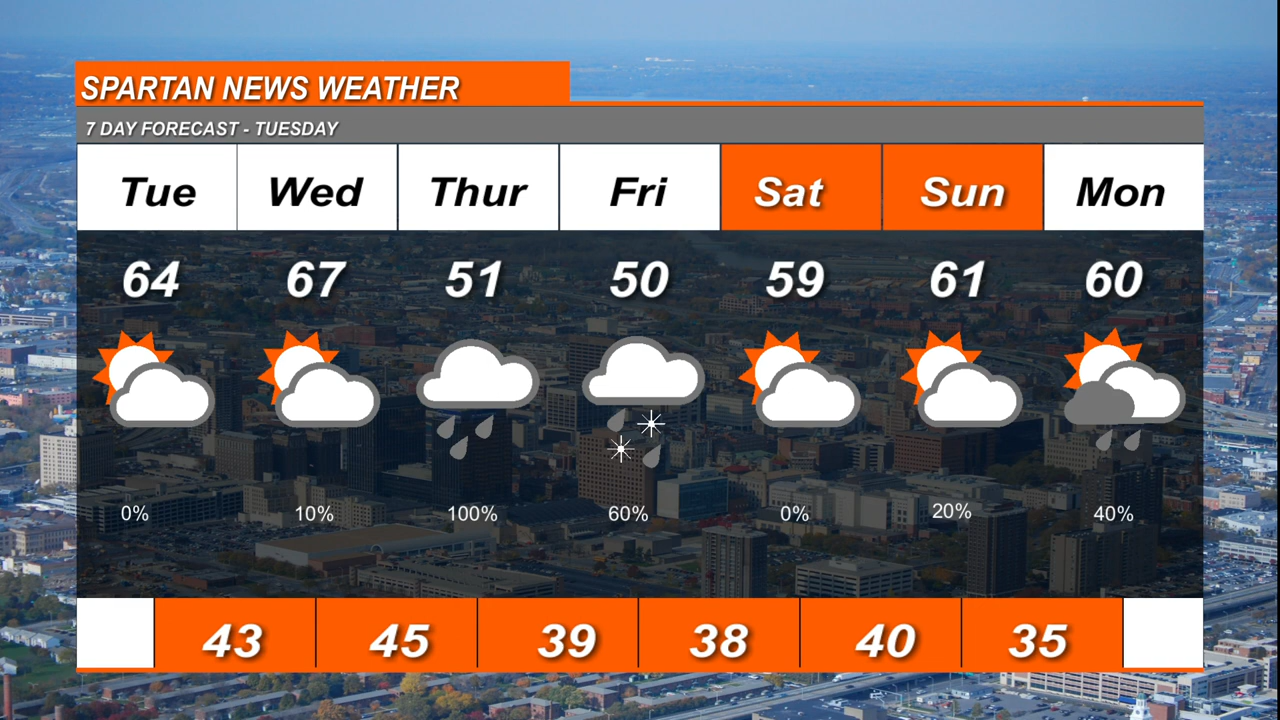 SPARTAN NEWS WEATHER
7 DAY FORECAST - TUESDAY
Tue Wed Thur Fri Sat Sun Mon
64 67 51 50 59 61 60
0% 10% 100% 60% 0% 20% 40%
43 45 39 38 40 35